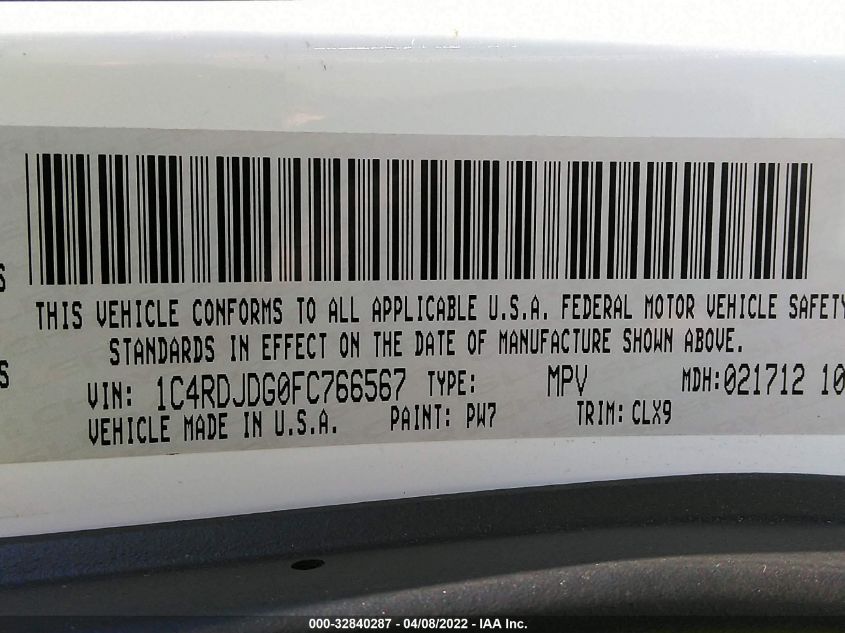 THIS VEHICLE CONFORMS TO ALL APPLICABLE U.S.A. FEDERAL MOTOR VEHICLE SAFETY
STANDARDS IN EFFECT ON THE DATE OF MANUFACTURE SHOWN ABOVE.
VIN: 1C4RDJDG0FC766567 TYPE: MPV MDH:021712 10
VEHICLE MADE IN U.S.A. PAINT: PW7 TRIM: CLX9
000-32840287 - 04/08/2022 - IAA Inc.